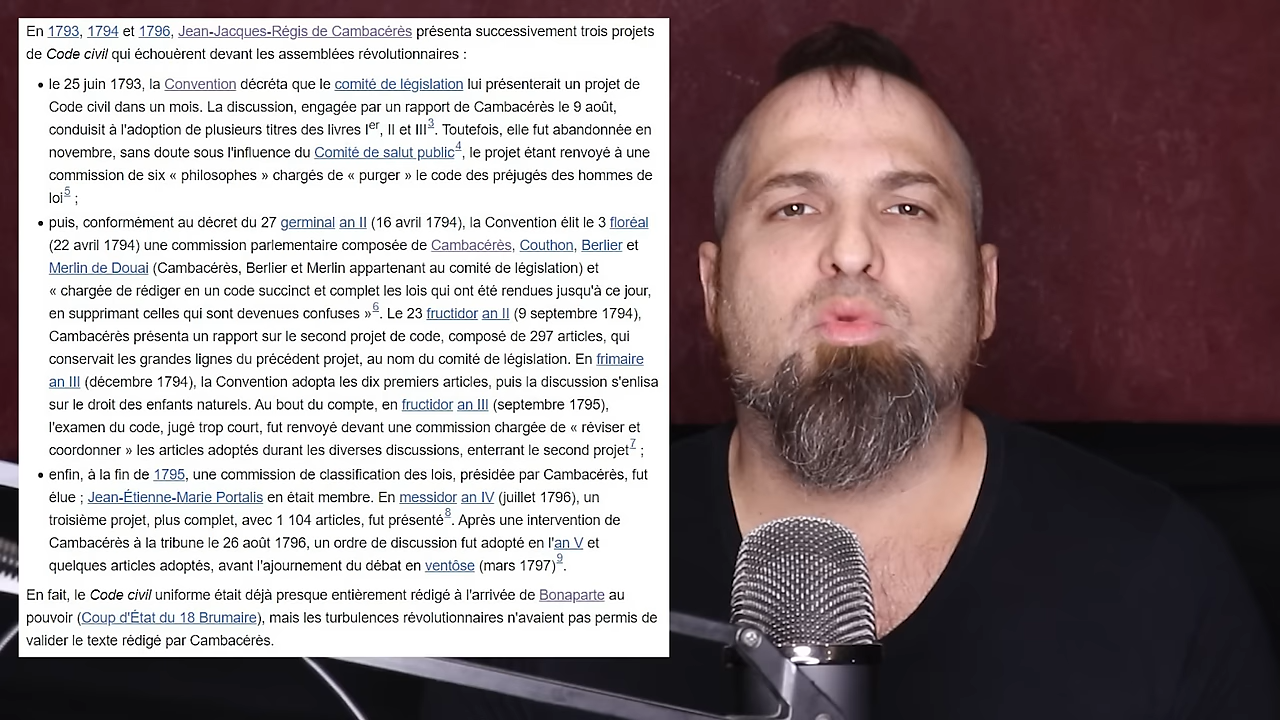 En 1793, 1794 et 1796, Jean-Jacques-Régis de Cambacérès présenta successivement trois projets
de Code civil qui échouèrent devant les assemblées révolutionnaires :
• le 25 juin 1793, la Convention décréta que le comité de législation lui présenterait un projet de
Code civil dans un mois. La discussion, engagée par un rapport de Cambacérès le 9 août,
conduisit à l'adoption de plusieurs titres des livres Ier, II et III3. Toutefois, elle fut abandonnée en
novembre, sans doute sous l'influence du Comité de salut public4, le projet étant renvoyé à une
commission de six « philosophes » chargés de « purger » le code des préjugés des hommes de
loi5 ;
• puis, conformément au décret du 27 germinal an II (16 avril 1794), la Convention élit le 3 floréal
(22 avril 1794) une commission parlementaire composée de Cambacérès, Couthon, Berlier et
Merlin de Douai (Cambacérès, Berlier et Merlin appartenant au comité de législation) et
« chargée de rédiger en un code succinct et complet les lois qui ont été rendues jusqu'à ce jour,
en supprimant celles qui sont devenues confuses »6. Le 23 fructidor an II (9 septembre 1794),
Cambacérès présenta un rapport sur le second projet de code, composé de 297 articles, qui
conservait les grandes lignes du précédent projet, au nom du comité de législation. En frimaire
an III (décembre 1794), la Convention adopta les dix premiers articles, puis la discussion s'enlisa
sur le droit des enfants naturels. Au bout du compte, en fructidor an III (septembre 1795),
l'examen du code, jugé trop court, fut renvoyé devant une commission chargée de « réviser et
coordonner » les articles adoptés durant les diverses discussions, enterrant le second projet7 ;
• enfin, à la fin de 1795, une commission de classification des lois, présidée par Cambacérès, fut
élue ; Jean-Étienne-Marie Portalis en était membre. En messidor an IV (juillet 1796), un
troisième projet, plus complet, avec 1 104 articles, fut présenté8. Après une intervention de
Cambacérès à la tribune le 26 août 1796, un ordre de discussion fut adopté en l'an V et
quelques articles adoptés, avant l'ajournement du débat en ventôse (mars 1797)9.
En fait, le Code civil uniforme était déjà presque entièrement rédigé à l'arrivée de Bonaparte au
pouvoir (Coup d'État du 18 Brumaire), mais les turbulences révolutionnaires n'avaient pas permis de
valider le texte rédigé par Cambacérès.